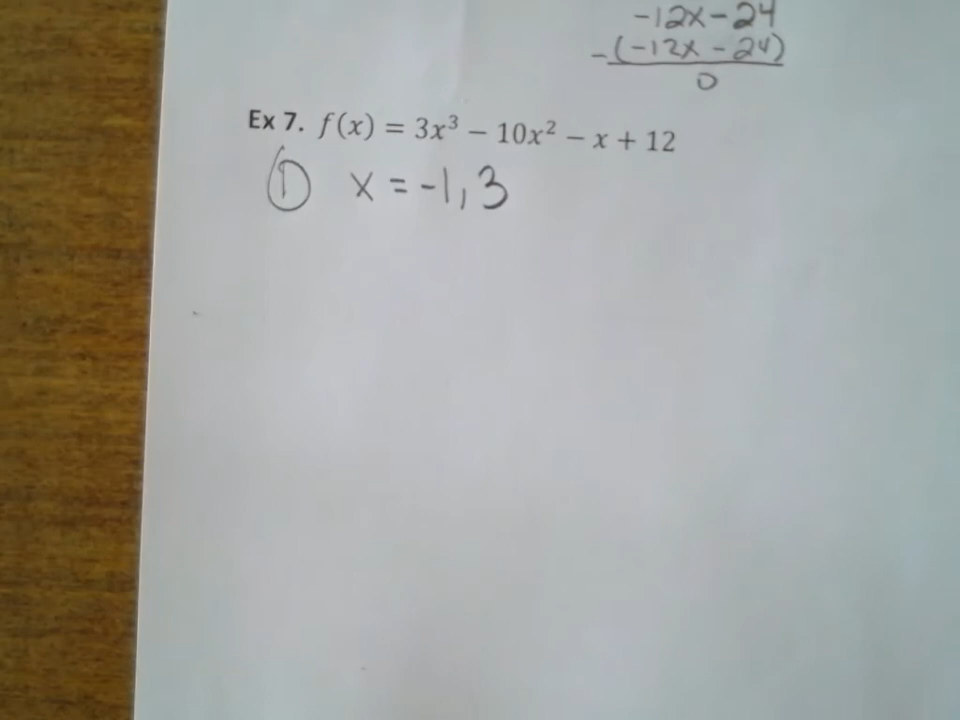 -12x - 24
-(-12x - 24)
0
Ex 7. f(x) = 3x³ − 10x² − x + 12
① x = -1, 3